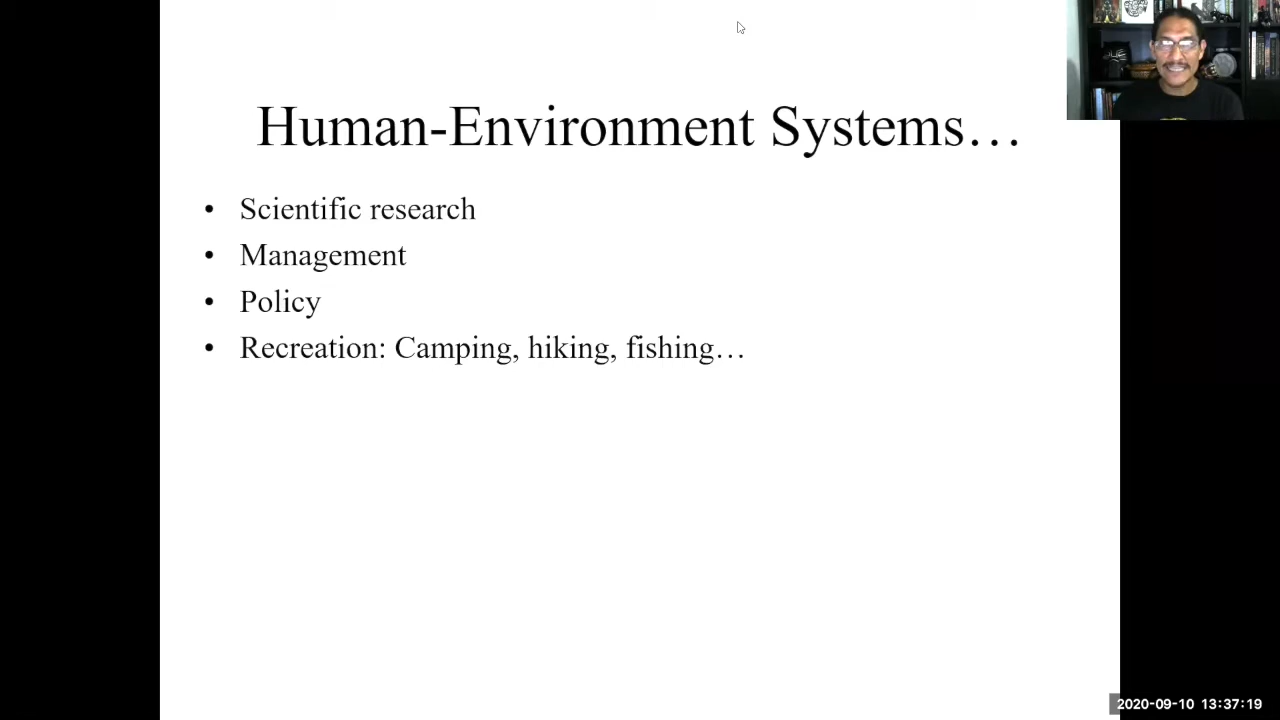 Human-Environment Systems…
• Scientific research
• Management
• Policy
• Recreation: Camping, hiking, fishing…
2020-09-10 13:37:19